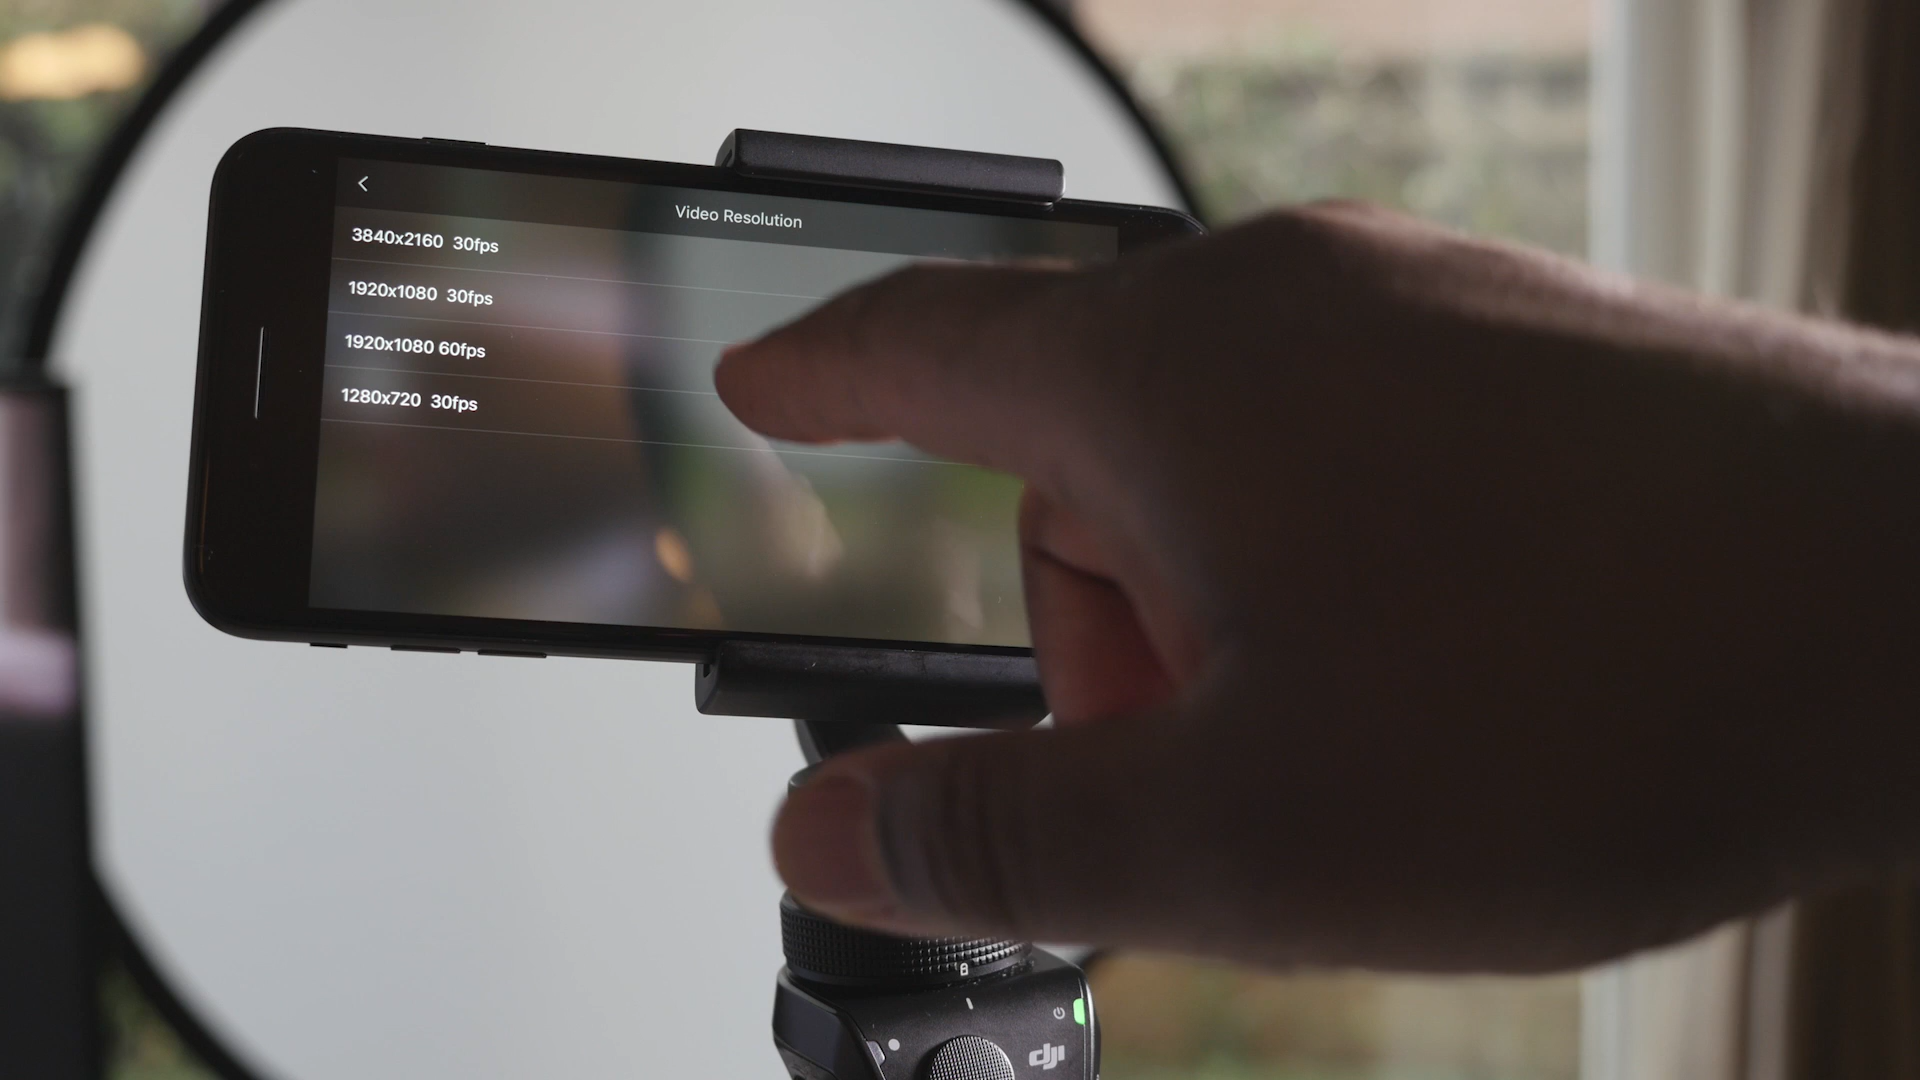 Video Resolution
3840x2160 30fps
1920x1080 30fps
1920x1080 60fps
1280x720 30fps
dji